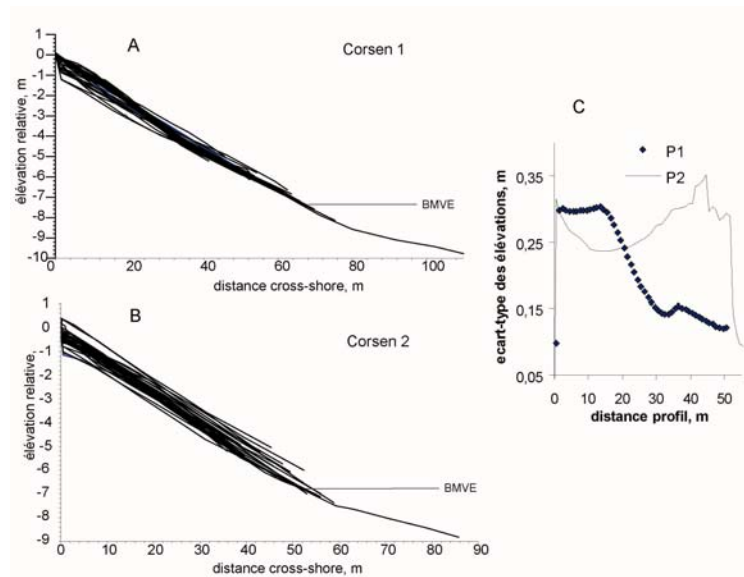 A
Corsen 1
élévation relative, m
1
0
-1
-2
-3
-4
-5
-6
-7
-8
-9
-10
BMVE
0 20 40 60 80 100
distance cross-shore, m
B
Corsen 2
élévation relative, m
1
0
-1
-2
-3
-4
-5
-6
-7
-8
-9
BMVE
0 10 20 30 40 50 60 70 80 90
distance cross-shore, m
C
P1
P2
ecart-type des élévations, m
0,35
0,25
0,15
0,05
0 10 20 30 40 50
distance profil, m